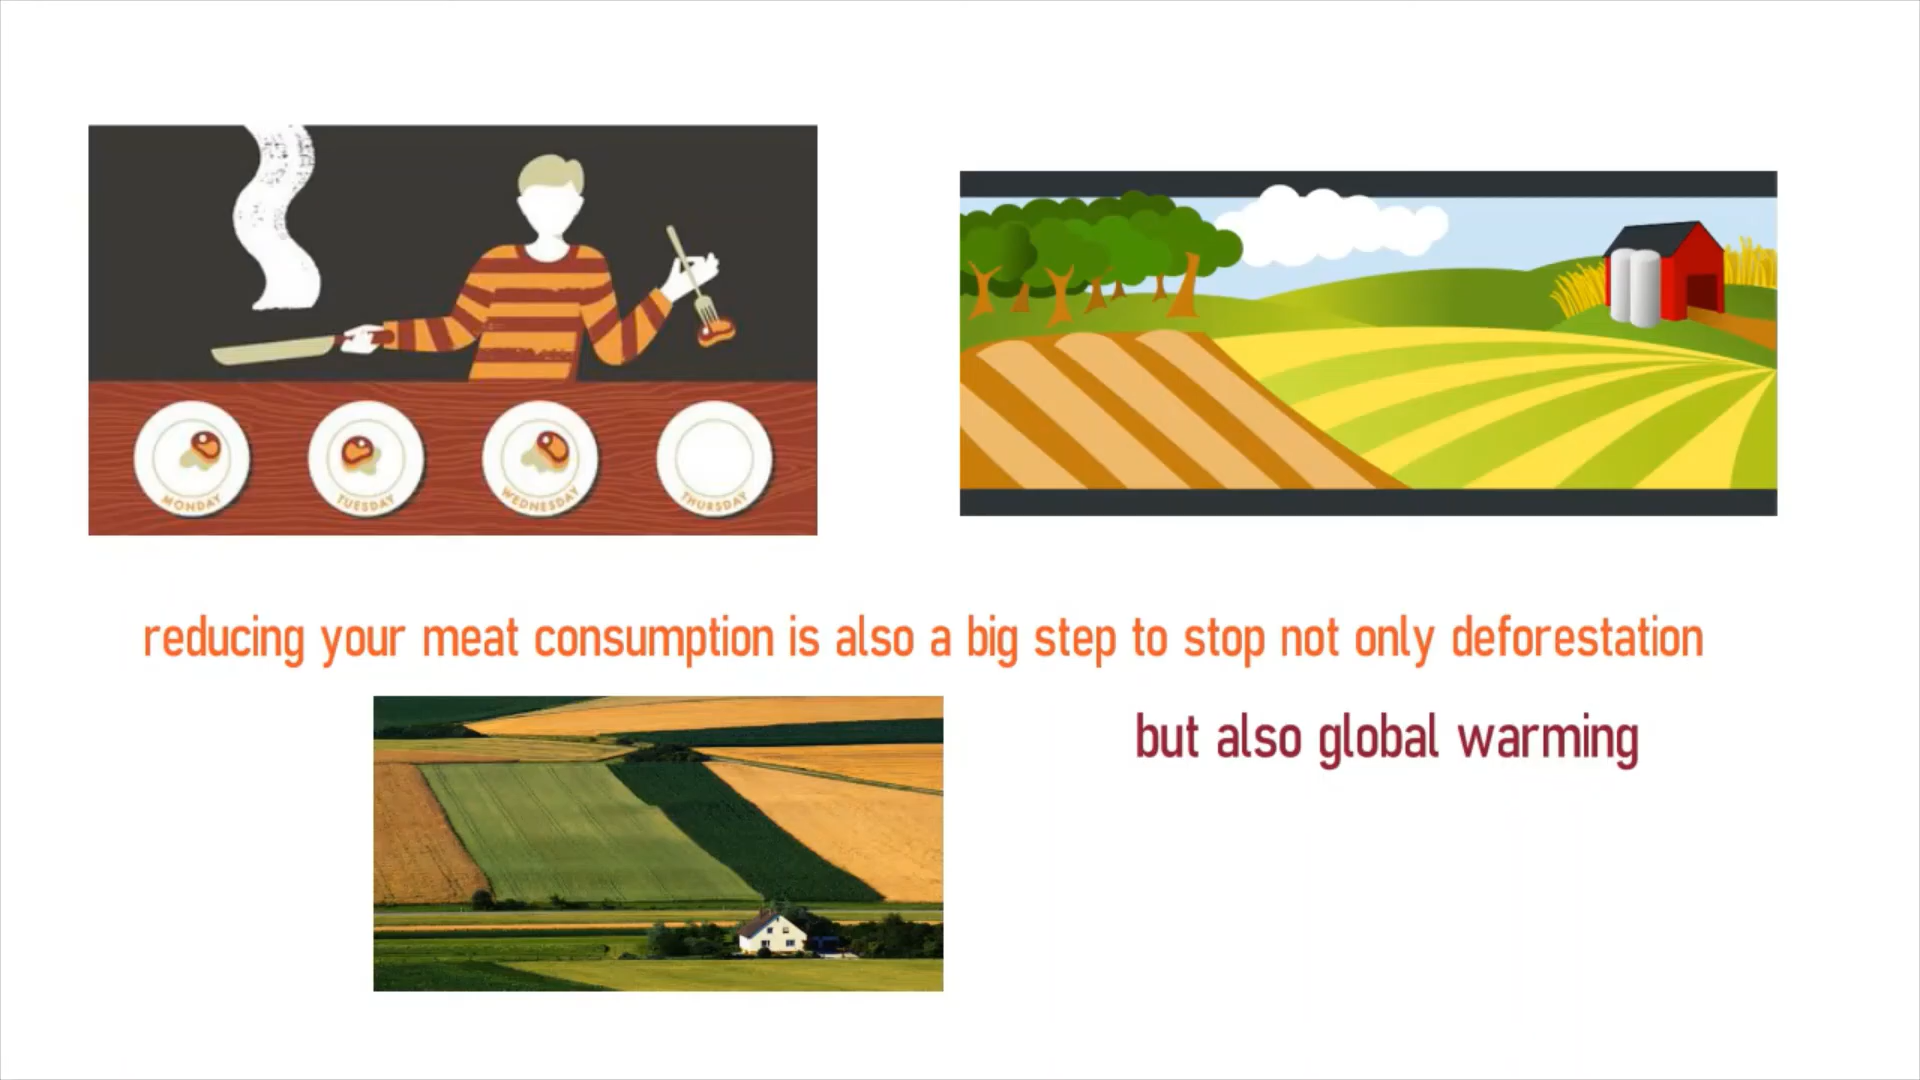 MONDAY
TUESDAY
WEDNESDAY
THURSDAY
reducing your meat consumption is also a big step to stop not only deforestation
but also global warming